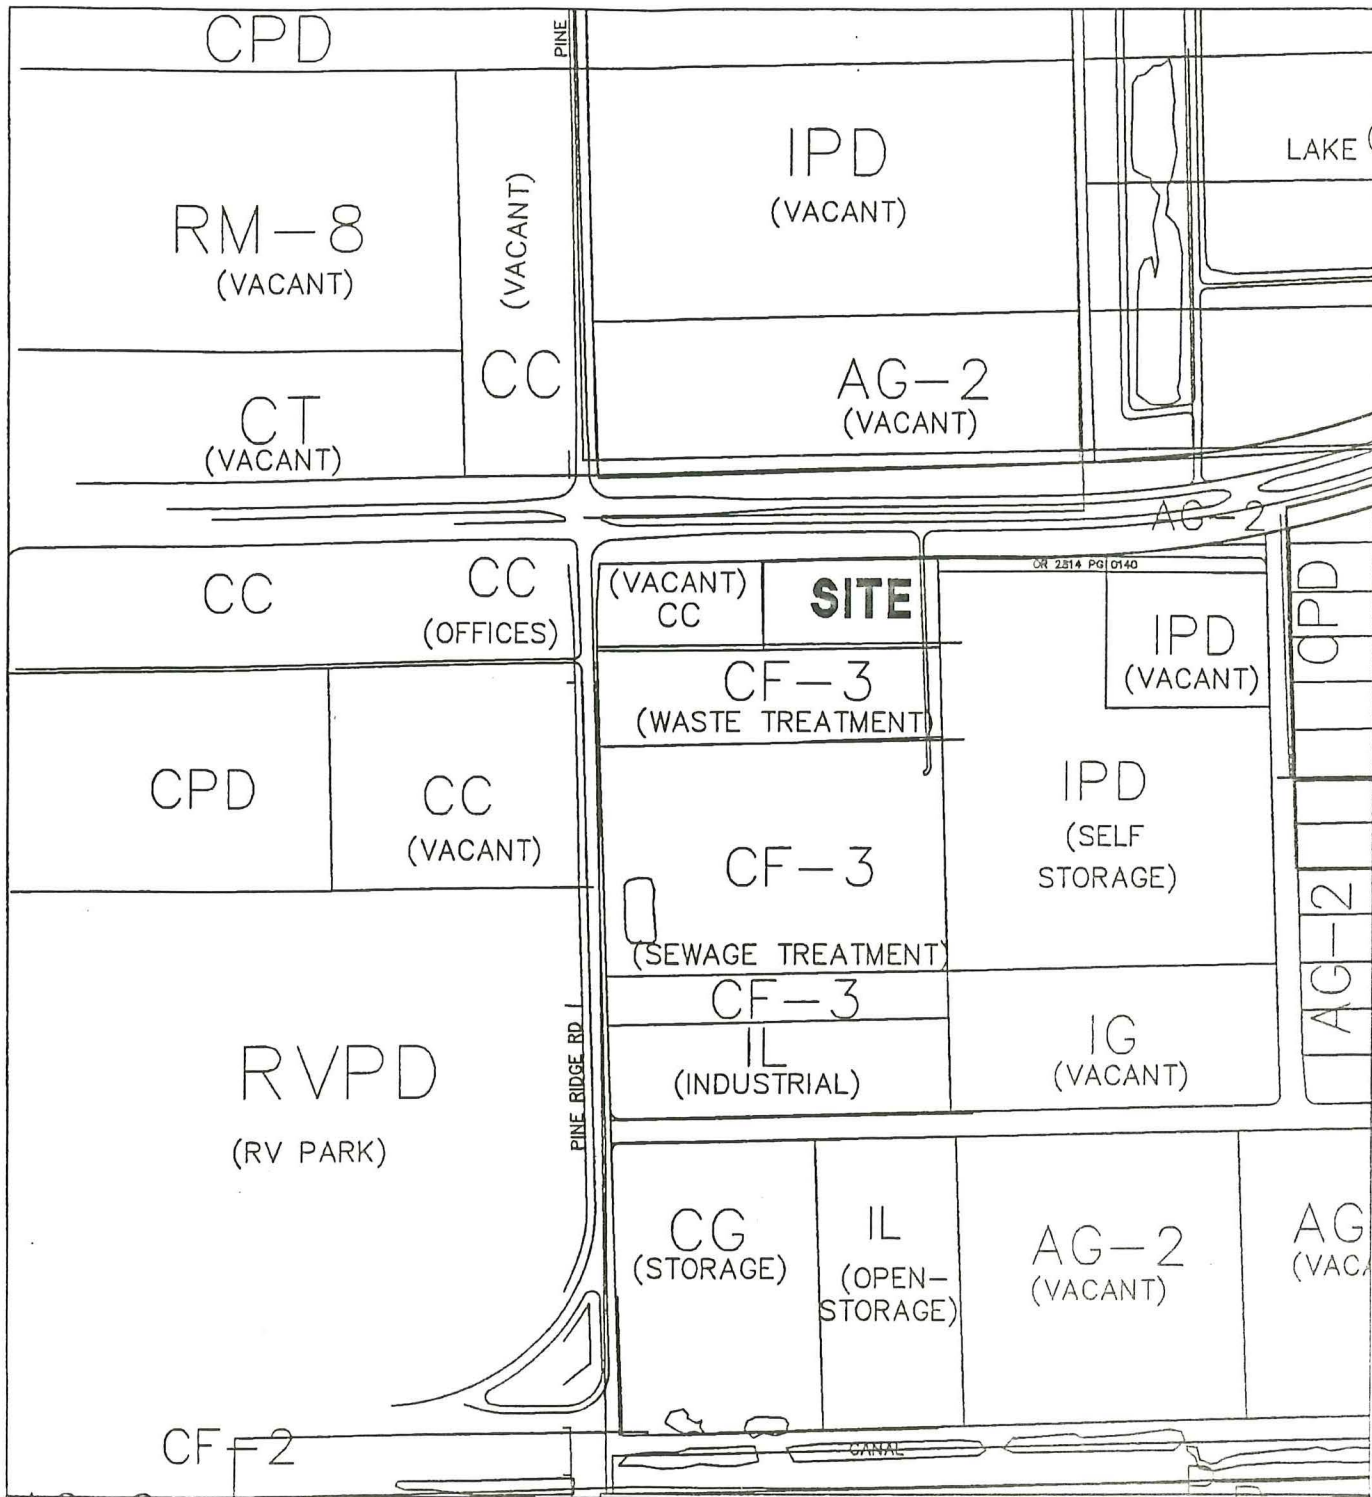 CPD
PINE
IPD
(VACANT)
LAKE
RM-8
(VACANT)
(VACANT)
CC
AG-2
(VACANT)
CT
(VACANT)
AG-2
CC
CC
(OFFICES)
(VACANT)
CC
SITE
OR 2314 PG 0140
IPD
(VACANT)
CPD
CF-3
(WASTE TREATMENT)
CPD
CC
(VACANT)
IPD
(SELF
STORAGE)
CF-3
(SEWAGE TREATMENT)
AG-2
CF-3
IL
(INDUSTRIAL)
IG
(VACANT)
RVPD
(RV PARK)
PINE RIDGE RD
CG
(STORAGE)
IL
(OPEN-
STORAGE)
AG-2
(VACANT)
AG
(VACA
CF-2
CANAL